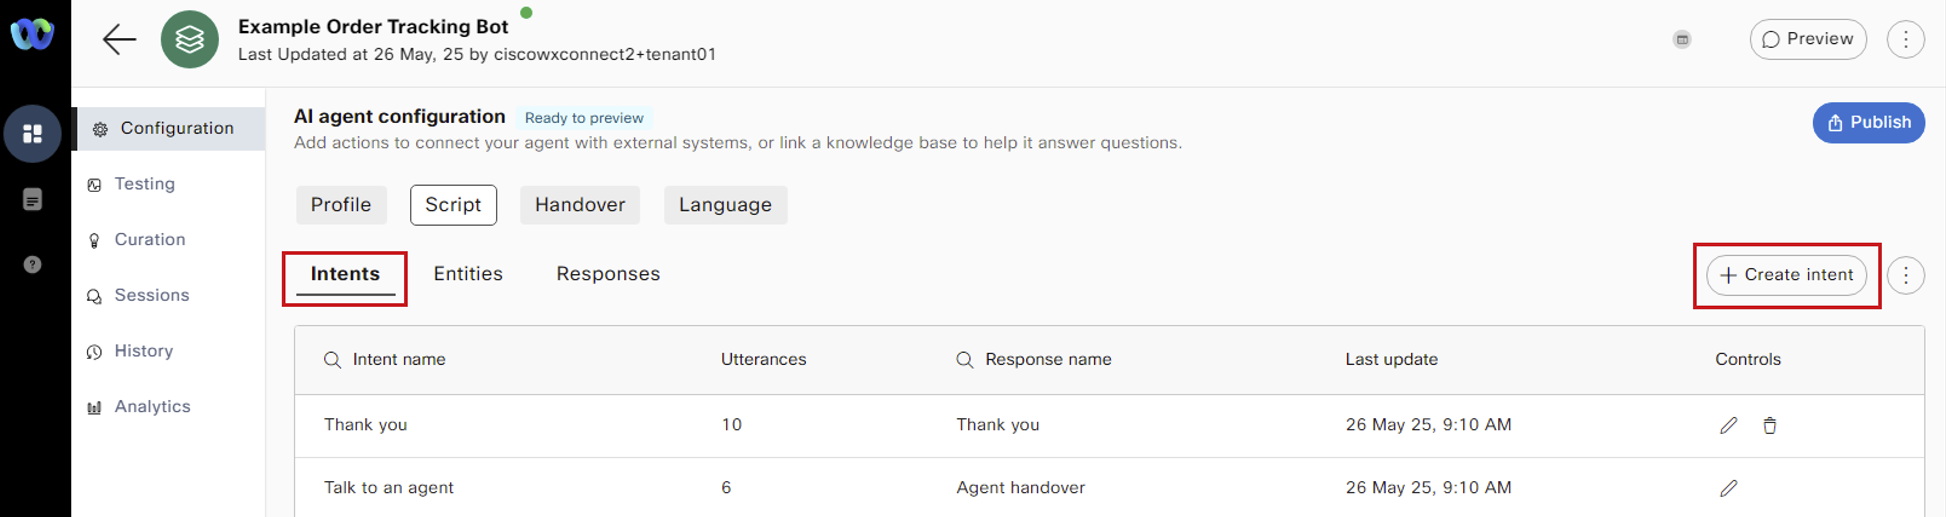 Example Order Tracking Bot
Last Updated at 26 May, 25 by ciscowxconnect2+tenant01
Preview
Configuration
Testing
Curation
Sessions
History
Analytics
AI agent configuration Ready to preview
Add actions to connect your agent with external systems, or link a knowledge base to help it answer questions.
Publish
Profile Script Handover Language
Intents Entities Responses
+ Create intent
Intent name Utterances Response name Last update Controls
Thank you 10 Thank you 26 May 25, 9:10 AM
Talk to an agent 6 Agent handover 26 May 25, 9:10 AM